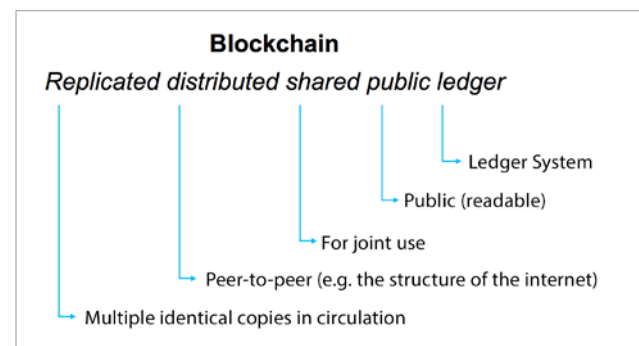 Blockchain
Replicated distributed shared public ledger
Ledger System
Public (readable)
For joint use
Peer-to-peer (e.g. the structure of the internet)
Multiple identical copies in circulation